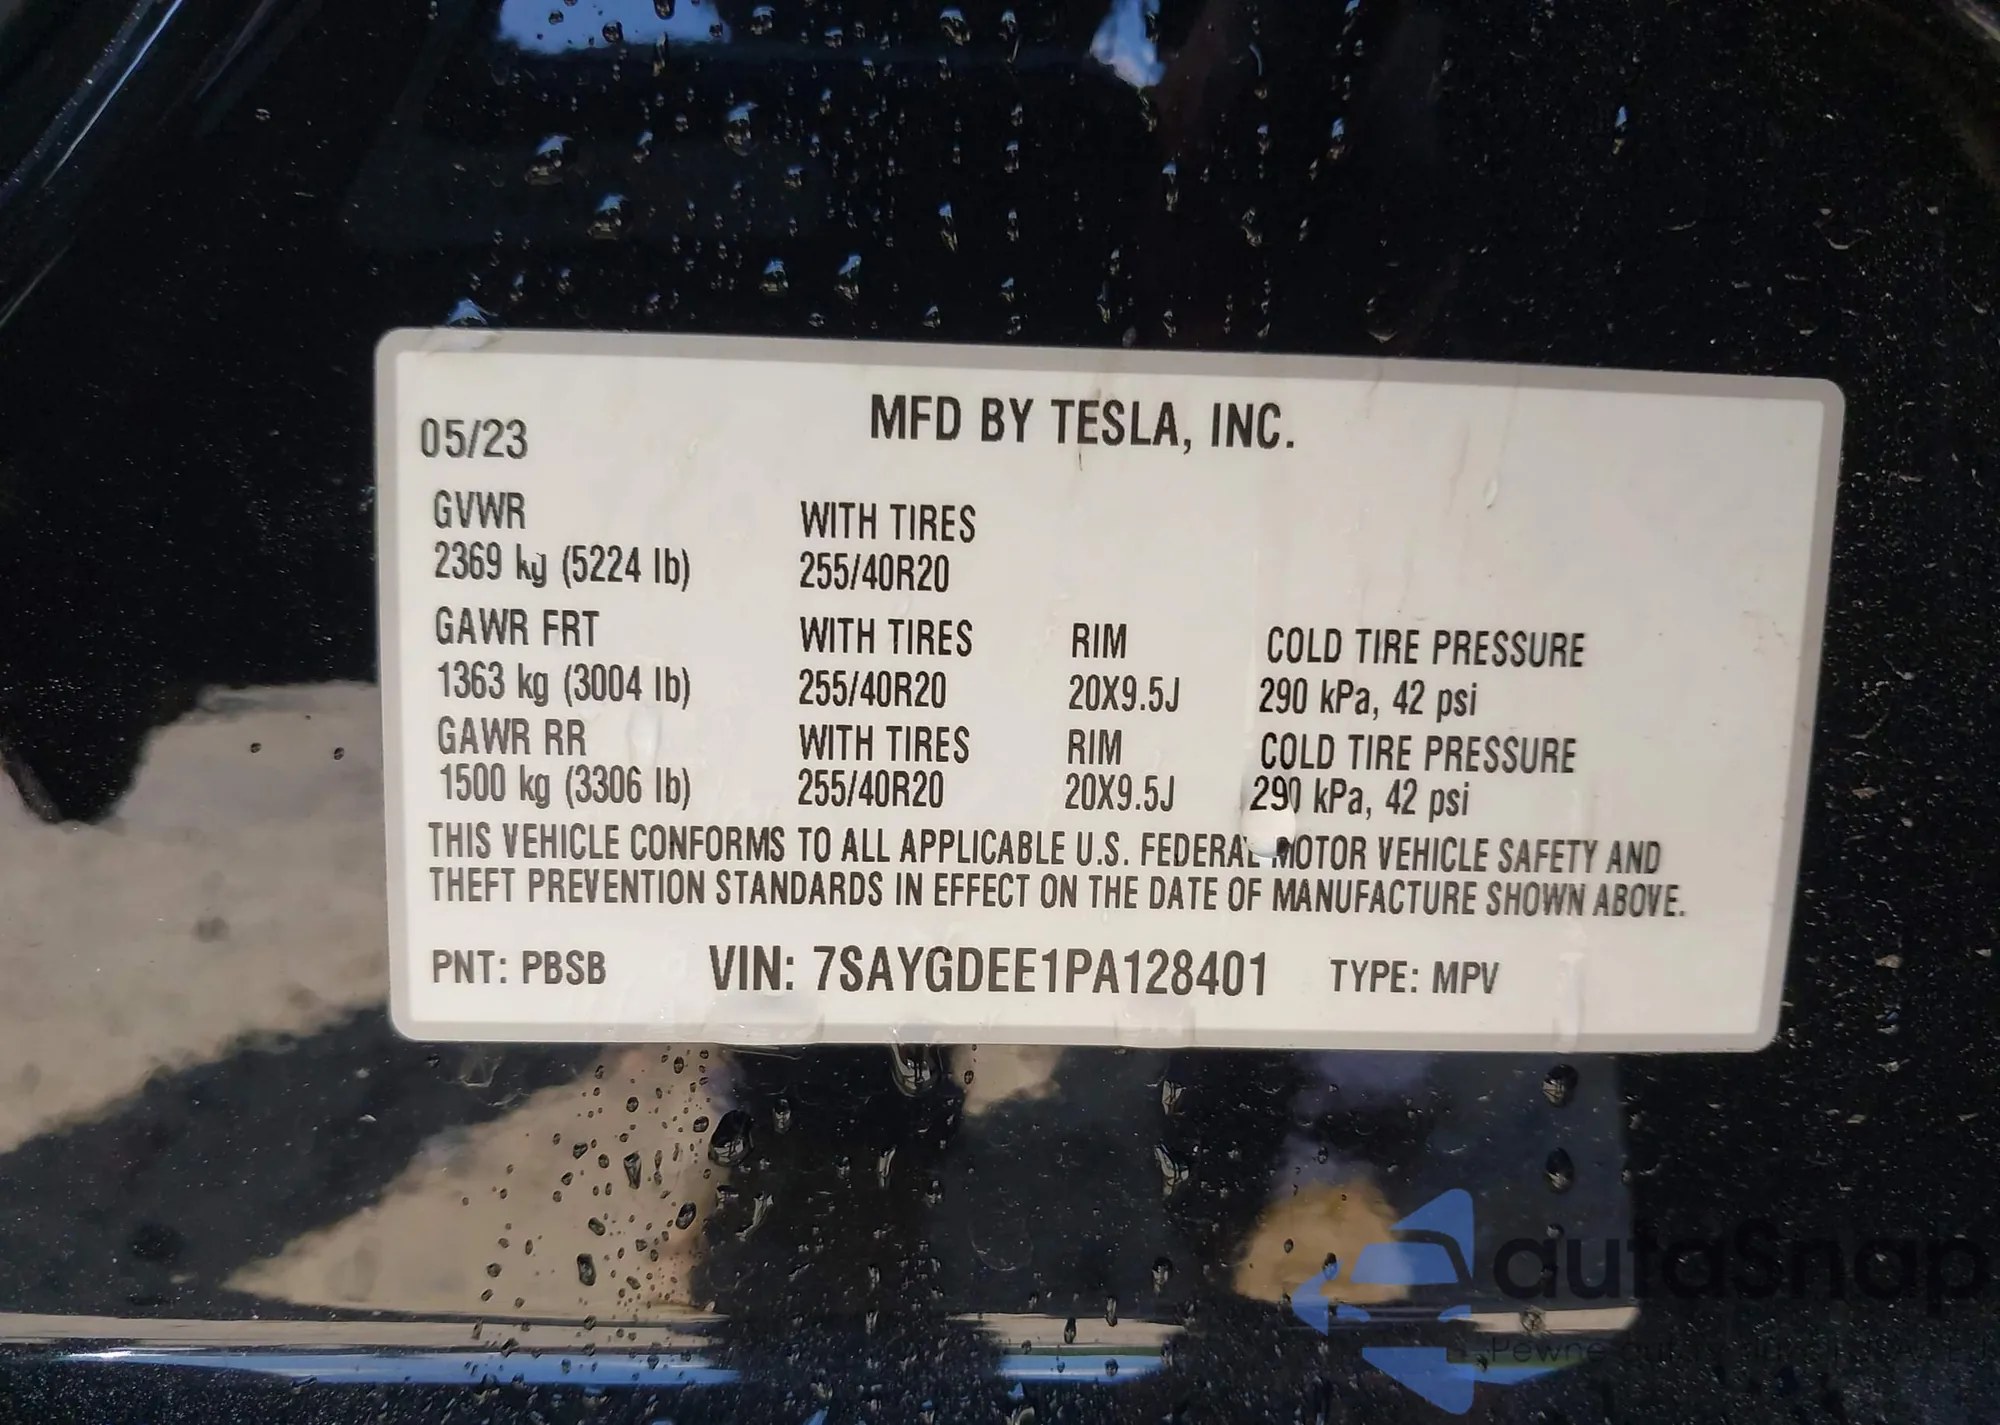 MFD BY TESLA, INC.
05/23
GVWR WITH TIRES
2369 kg (5224 lb) 255/40R20
GAWR FRT WITH TIRES RIM COLD TIRE PRESSURE
1363 kg (3004 lb) 255/40R20 20X9.5J 290 kPa, 42 psi
GAWR RR WITH TIRES RIM COLD TIRE PRESSURE
1500 kg (3306 lb) 255/40R20 20X9.5J 290 kPa, 42 psi
THIS VEHICLE CONFORMS TO ALL APPLICABLE U.S. FEDERAL MOTOR VEHICLE SAFETY AND
THEFT PREVENTION STANDARDS IN EFFECT ON THE DATE OF MANUFACTURE SHOWN ABOVE.
PNT: PBSB VIN: 7SAYGDEE1PA128401 TYPE: MPV
autoSnap
Pewne